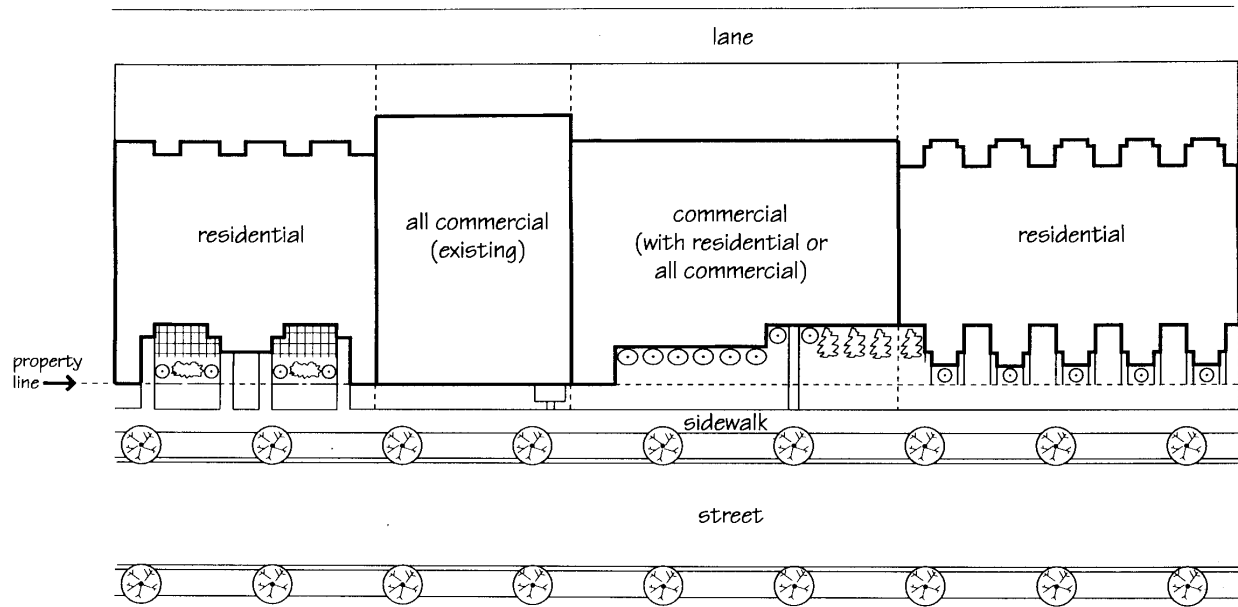 lane
residential
all commercial
(existing)
commercial
(with residential or
all commercial)
residential
property
line
sidewalk
street